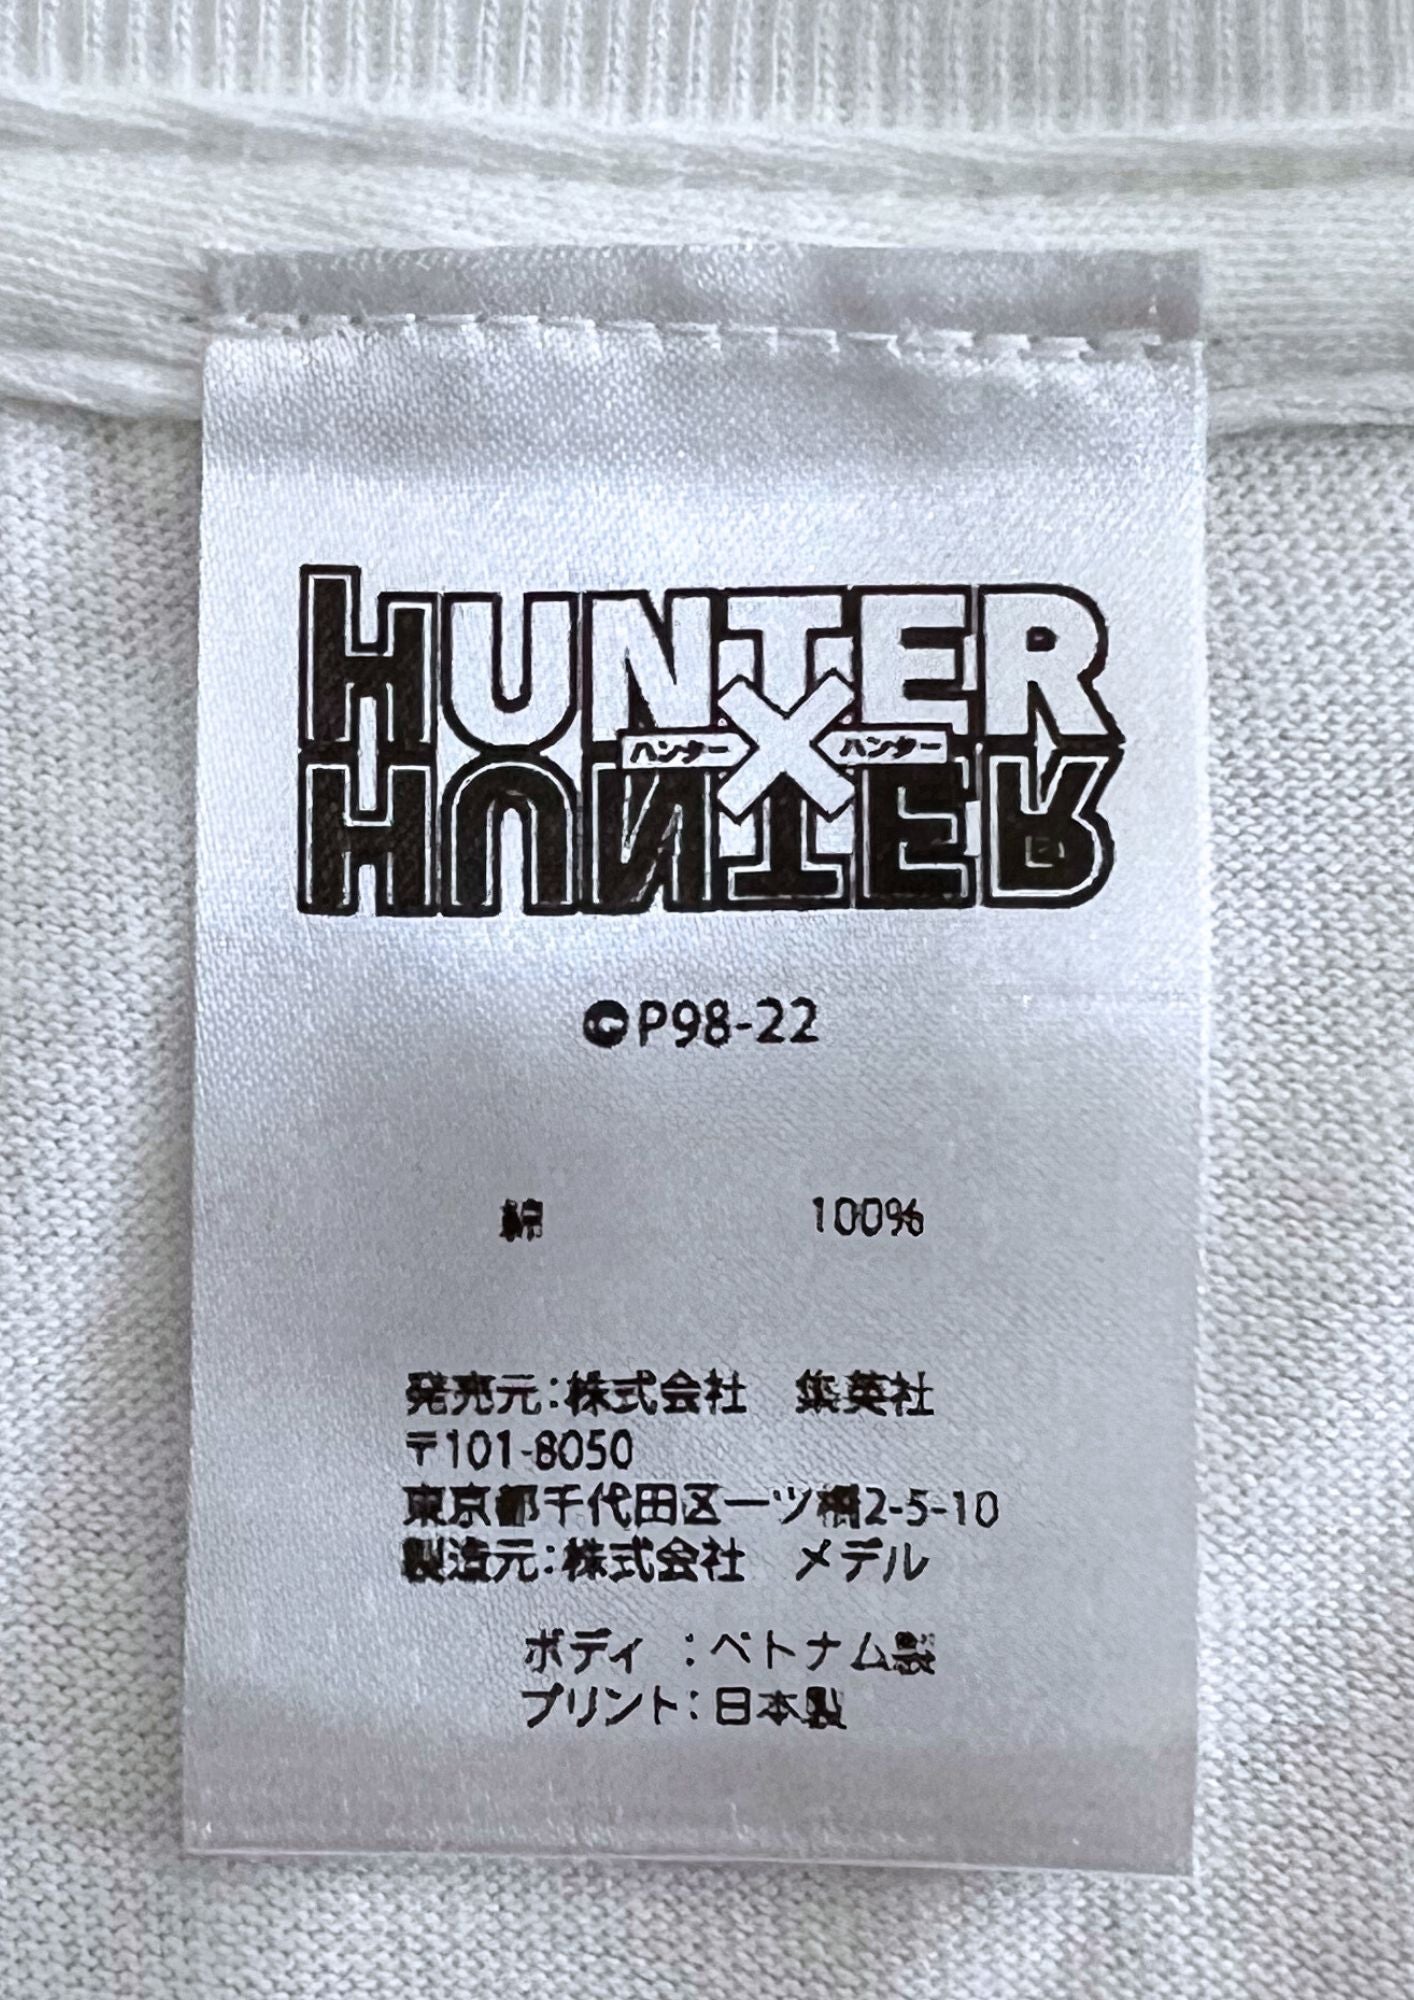 HUNTER
ハンター × ハンター
HUNTER
©P98-22
綿 100%
発売元:株式会社 集英社
〒101-8050
東京都千代田区一ツ橋2-5-10
製造元:株式会社 メデル
ボディ :ベトナム製
プリント:日本製